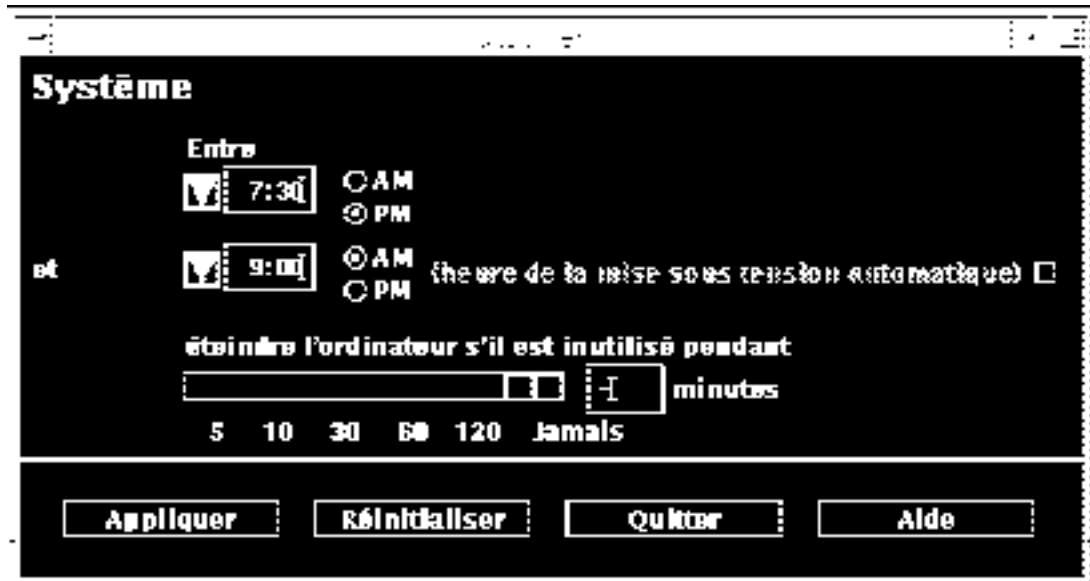 Système
Entre
7:30
AM
PM
et
9:00
AM
PM
(heure de la mise sous tension automatique)
éteindre l'ordinateur s'il est inutilisé pendant
- minutes
5 10 30 60 120 Jamais
Appliquer Réinitialiser Quitter Aide